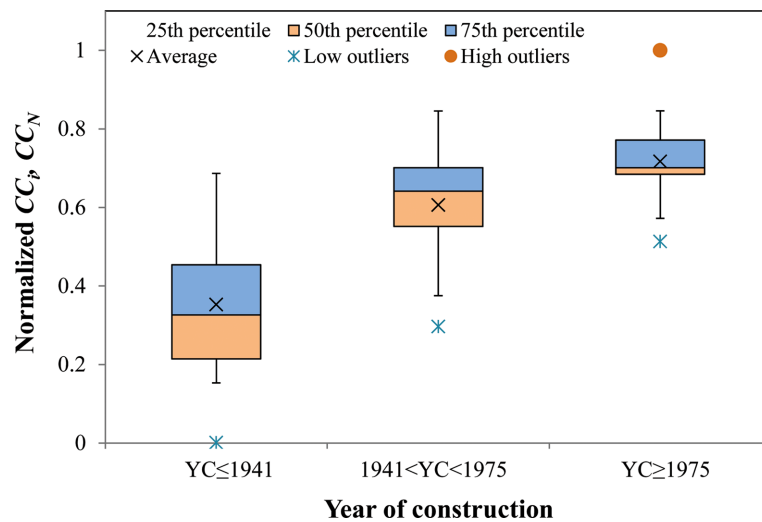 25th percentile 50th percentile 75th percentile
Average Low outliers High outliers
1
0.8
0.6
0.4
0.2
0
Normalized CCi, CCN
YC≤1941 1941<YC<1975 YC≥1975
Year of construction